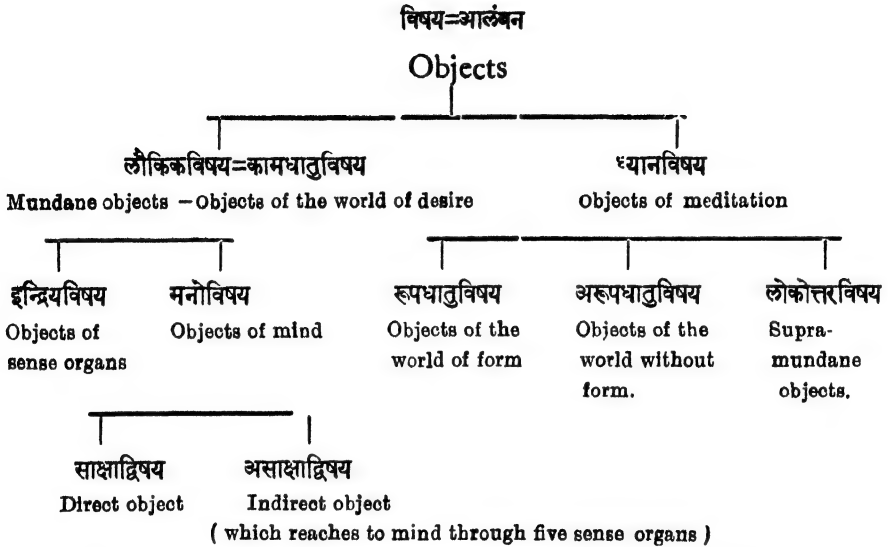 विषय=आलंबन
Objects
लौकिकविषय=कामधातुविषय ध्यानविषय
Mundane objects – Objects of the world of desire Objects of meditation
इन्द्रियविषय मनोविषय रूपधातुविषय अरूपधातुविषय लोकोत्तरविषय
Objects of Objects of mind Objects of the Objects of the Supra-
sense organs world of form world without mundane
form. objects.
साक्षाद्विषय असाक्षाद्विषय
Direct object Indirect object
( which reaches to mind through five sense organs )